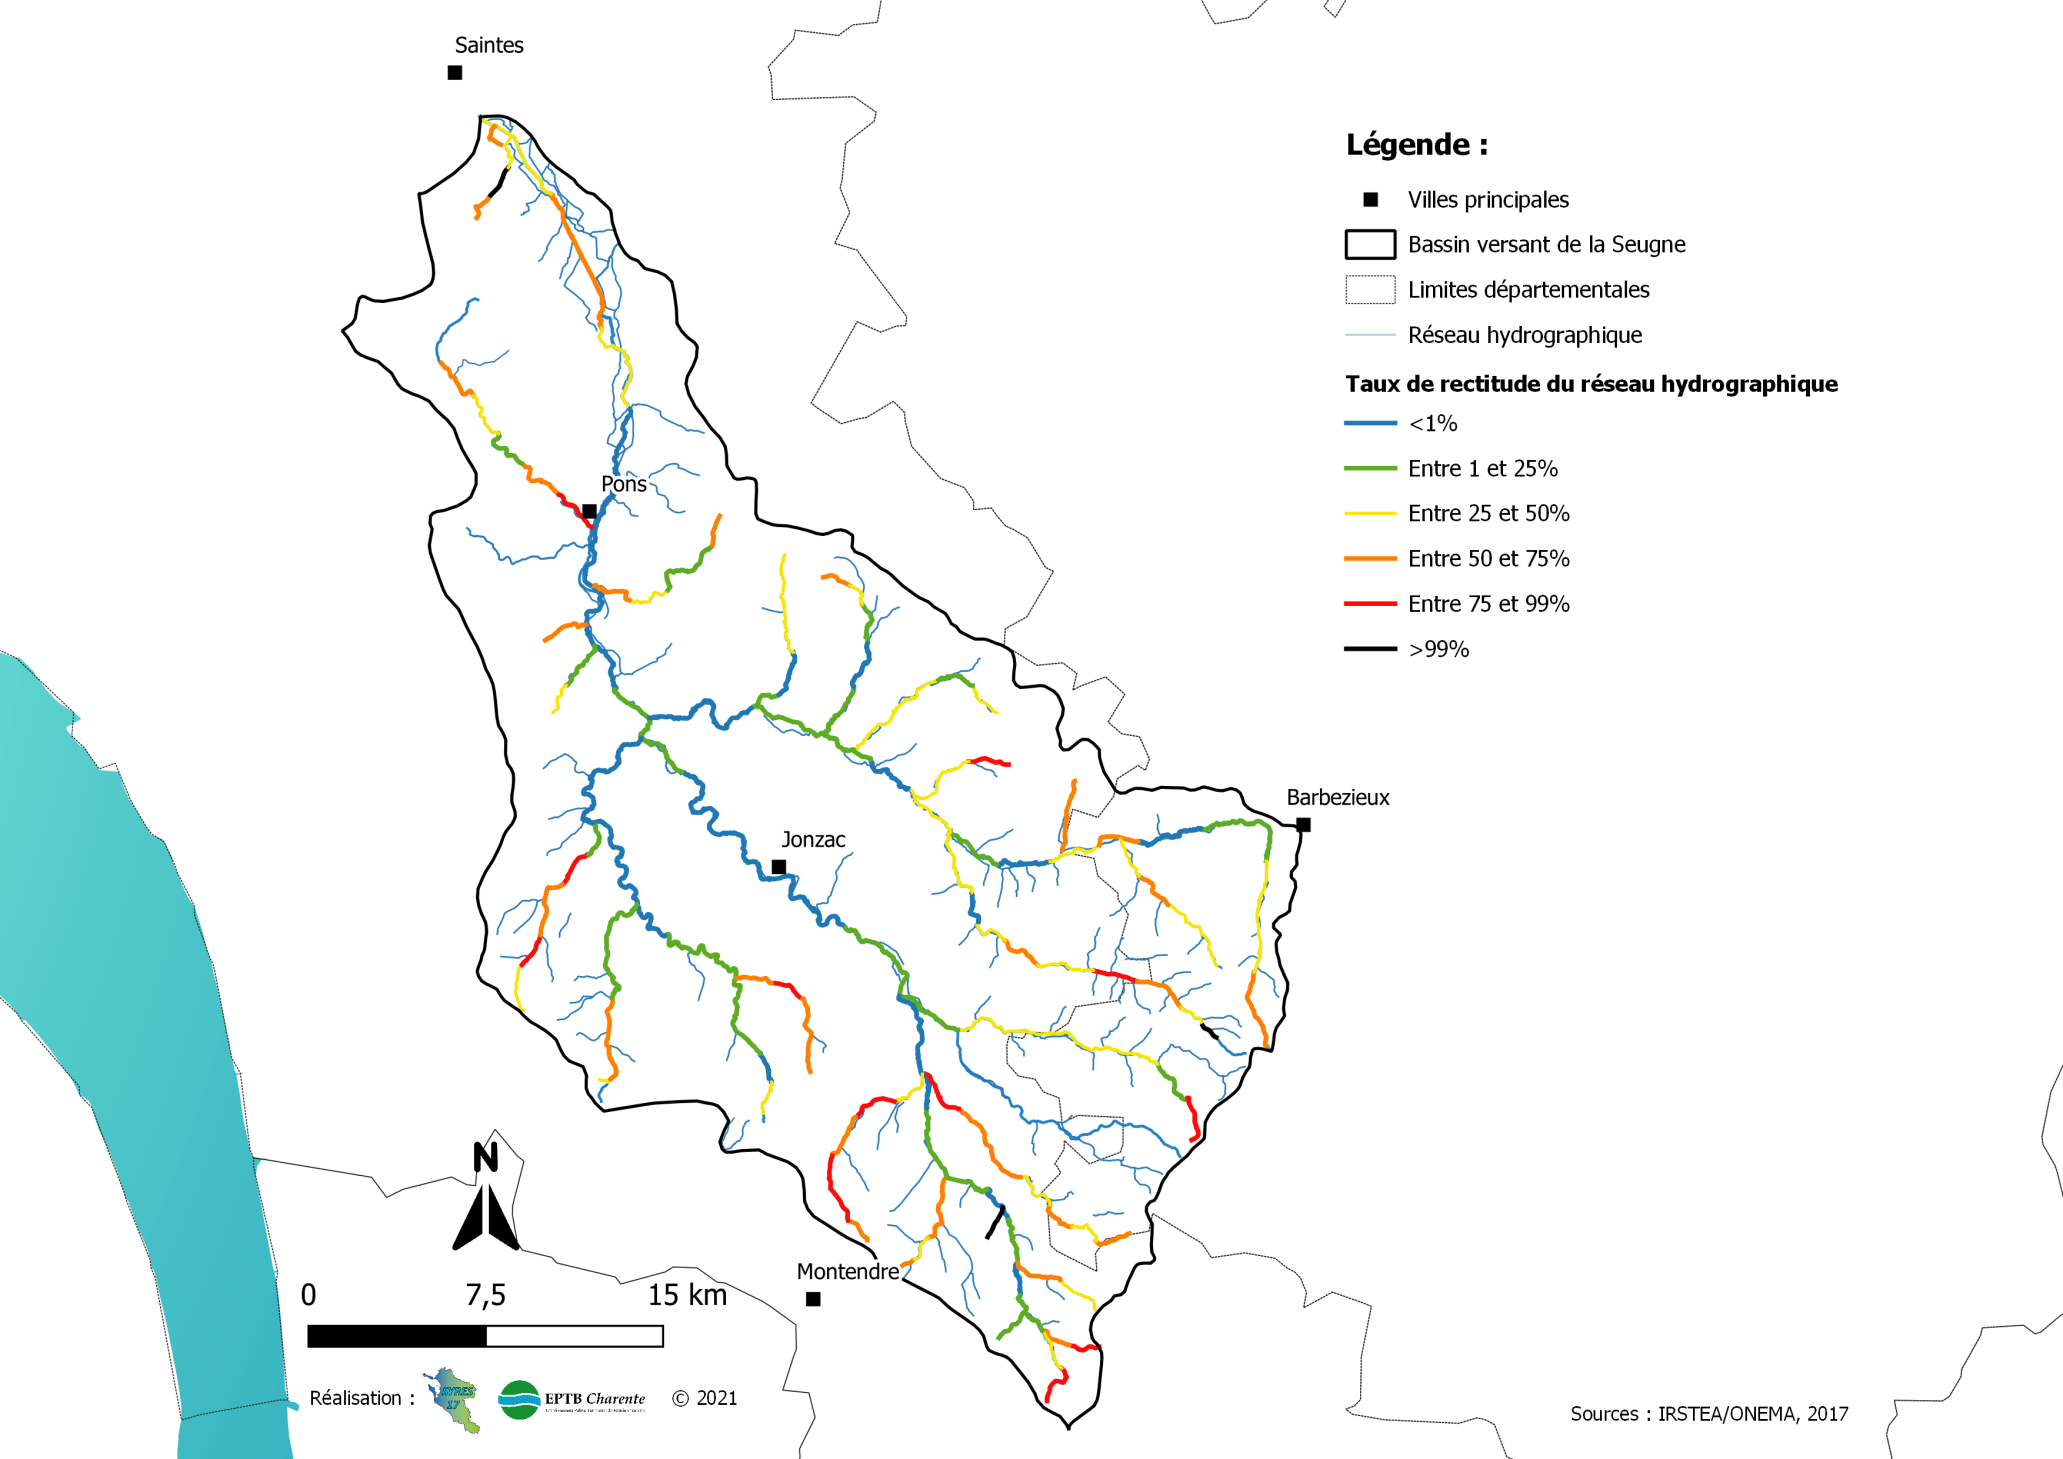 Saintes
Légende :
Villes principales
Bassin versant de la Seugne
Limites départementales
Réseau hydrographique
Taux de rectitude du réseau hydrographique
<1%
Entre 1 et 25%
Entre 25 et 50%
Entre 50 et 75%
Entre 75 et 99%
>99%
Pons
Barbezieux
Jonzac
Montendre
N
0 7,5 15 km
Réalisation : SYRES 17 EPTB Charente © 2021
Sources : IRSTEA/ONEMA, 2017